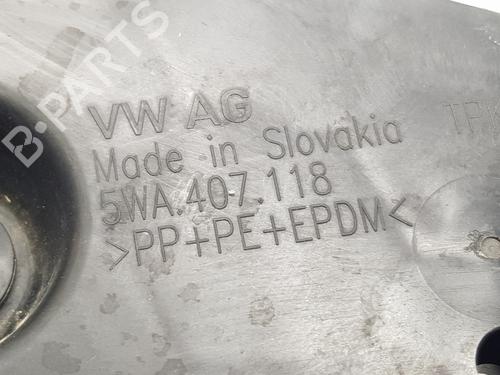 B-PARTS
VW AG
Made in Slovakia
5WA.407.118
>PP+PE+EPDM<